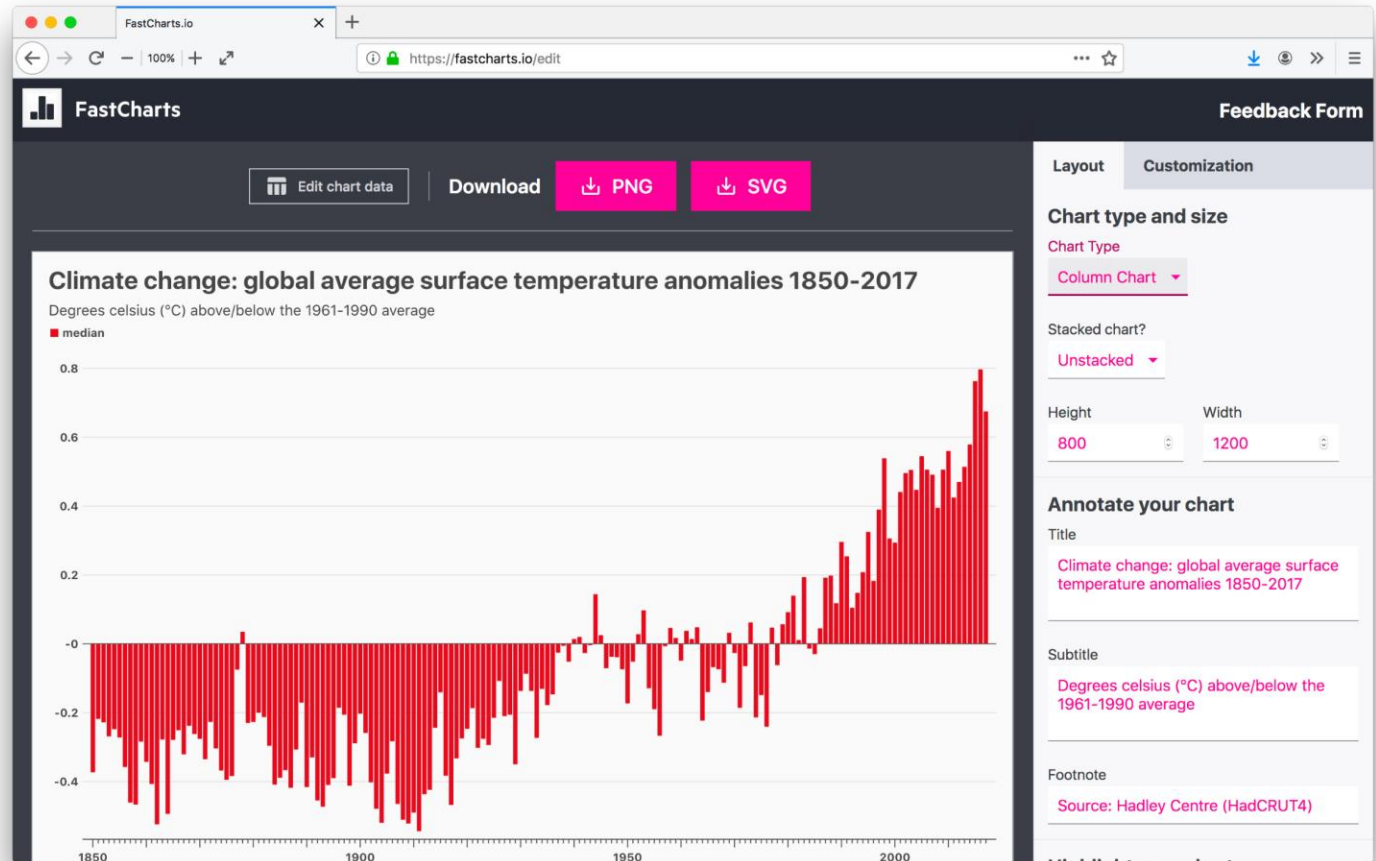 FastCharts.io
100%
https://fastcharts.io/edit
FastCharts
Feedback Form
Edit chart data
Download
PNG
SVG
Climate change: global average surface temperature anomalies 1850-2017
Degrees celsius (°C) above/below the 1961-1990 average
median
0.8
0.6
0.4
0.2
-0
-0.2
-0.4
1850
1900
1950
2000
Layout
Customization
Chart type and size
Chart Type
Column Chart
Stacked chart?
Unstacked
Height
Width
800
1200
Annotate your chart
Title
Climate change: global average surface
temperature anomalies 1850-2017
Subtitle
Degrees celsius (°C) above/below the
1961-1990 average
Footnote
Source: Hadley Centre (HadCRUT4)